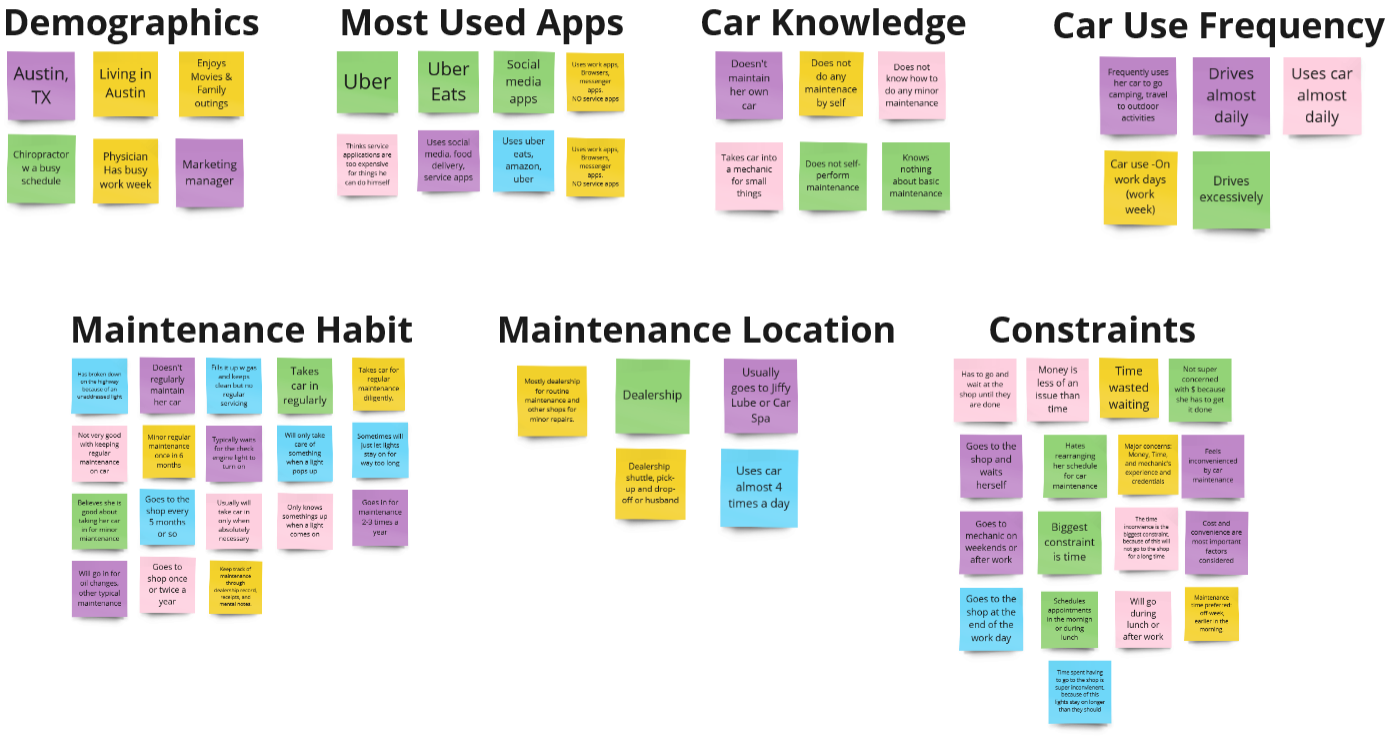 Demographics
Austin,
TX
Living in
Austin
Enjoys
Movies &
Family
outings
Chiropractor
w a busy
schedule
Physician
Has busy
work week
Marketing
manager
Most Used Apps
Uber
Uber
Eats
Social
media
apps
Uses work apps,
Browsers,
messenger
apps.
NO service apps
Thinks service
applications are
too expensive
for things he
can do himself
Uses social
media, food
delivery,
service apps
Uses uber
eats,
amazon,
uber
Uses work apps,
Browsers,
messenger
apps.
NO service apps
Car Knowledge
Doesn't
maintain
her own
car
Does not
do any
maintenace
by self
Does not
know how to
do any minor
maintenance
Takes car into
a mechanic
for small
things
Does not self-
perform
maintenance
Knows
nothing
about basic
maintenance
Car Use Frequency
Frequently uses
her car to go
camping, travel
to outdoor
activities
Drives
almost
daily
Uses car
almost
daily
Car use -On
work days
(work
week)
Drives
excessively
Maintenance Habit
Has broken down
on the highway
because of an
unaddressed light
Doesn't
regularly
maintain
her car
Fills it up w gas
and keeps
clean but no
regular
servicing
Takes
car in
regularly
Takes car for
regular
maintenance
diligently.
Not very good
with keeping
regular
maintenance
on car
Minor regular
maintenance
once in 6
months
Typically waits
for the check
engine light to
turn on
Will only take
care of
something
when a light
pops up
Sometimes will
just let lights
stay on for
way too long
Believes she is
good about
taking her car
in for minor
miantenance
Goes to the
shop every
5 months
or so
Usually will
take car in
only when
absolutely
necessary
Only knows
somethings up
when a light
comes on
Goes in for
maintenance
2-3 times a
year
Will go in for
oil changes,
other typical
maintenance
Goes to
shop once
or twice a
year
Keep track of
maintenance
through
dealership record,
receipts, and
mental notes.
Maintenance Location
Mostly dealership
for routine
maintenance and
other shops for
minor repairs.
Dealership
Usually
goes to Jiffy
Lube or Car
Spa
Dealership
shuttle, pick-
up and drop-
off or husband
Uses car
almost 4
times a day
Constraints
Has to go and
wait at the
shop until they
are done
Money is
less of an
issue than
time
Time
wasted
waiting
Not super
concerned
with $ because
she has to get
it done
Goes to the
shop and
waits
herself
Hates
rearranging
her schedule
for car
maintenance
Major concerns:
Money, Time,
and mechanic's
experience and
credentials
Feels
inconvenienced
by car
maintenance
Goes to
mechanic on
weekends or
after work
Biggest
constraint
is time
The time
inconvience is the
biggest constraint,
because of this will
not go to the shop
for a long time
Cost and
convenience are
most important
factors
considered
Goes to the
shop at the
end of the
work day
Schedules
appointments
in the mornign
or during
lunch
Will go
during
lunch or
after work
Maintenance
time preferred:
off-week,
earlier in the
morning.
Time spent having
to go to the shop is
super inconvienent,
because of this
lights stay on longer
than they should